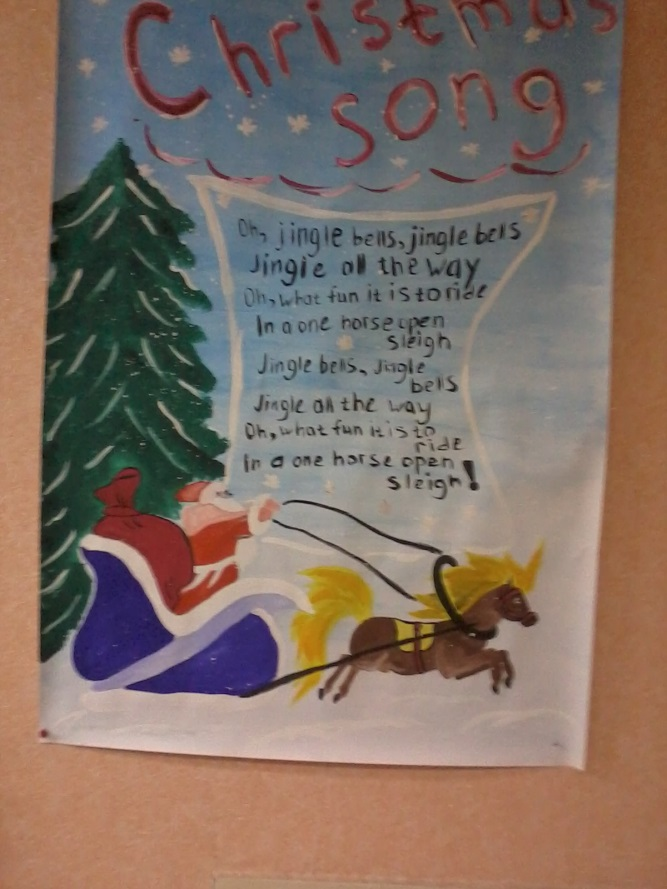 Christmas
song
Oh, jingle bells, jingle bells
Jingle all the way
Oh, what fun it is to ride
In a one horse open
sleigh
Jingle bells, Jingle
bells
Jingle all the way
Oh, what fun it is to
ride
In a one horse open
sleigh!